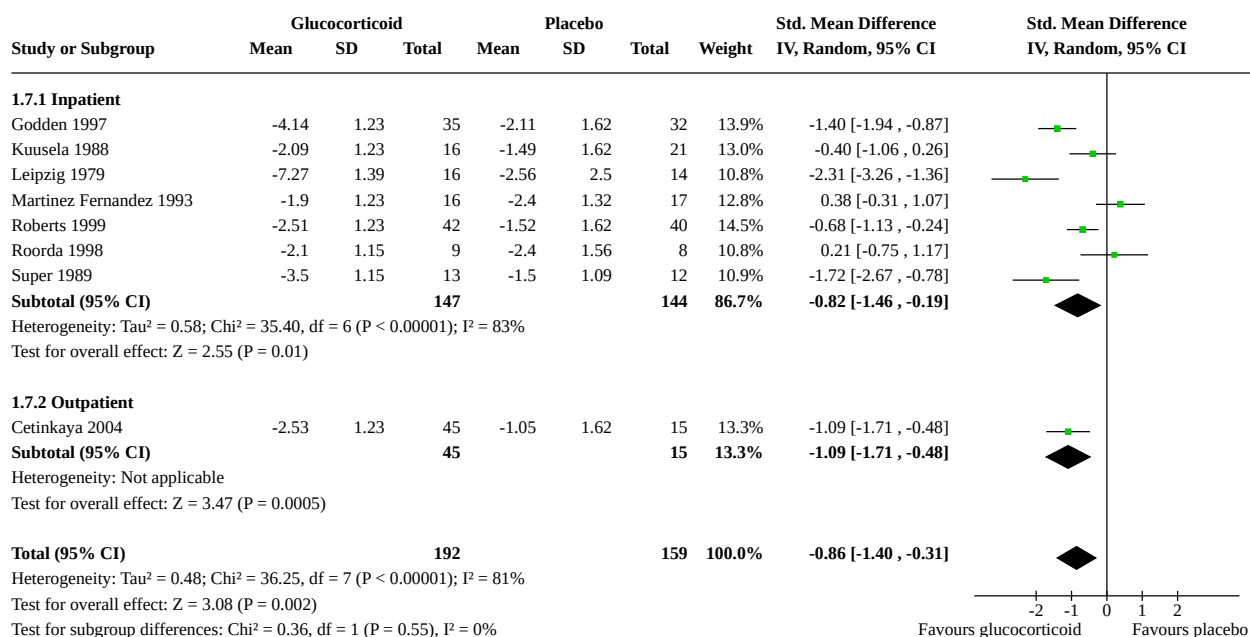 Glucocorticoid Placebo Std. Mean Difference Std. Mean Difference
Study or Subgroup Mean SD Total Mean SD Total Weight IV, Random, 95% CI IV, Random, 95% CI
1.7.1 Inpatient
Godden 1997 -4.14 1.23 35 -2.11 1.62 32 13.9% -1.40 [-1.94 , -0.87]
Kuusela 1988 -2.09 1.23 16 -1.49 1.62 21 13.0% -0.40 [-1.06 , 0.26]
Leipzig 1979 -7.27 1.39 16 -2.56 2.5 14 10.8% -2.31 [-3.26 , -1.36]
Martinez Fernandez 1993 -1.9 1.23 16 -2.4 1.32 17 12.8% 0.38 [-0.31 , 1.07]
Roberts 1999 -2.51 1.23 42 -1.52 1.62 40 14.5% -0.68 [-1.13 , -0.24]
Roorda 1998 -2.1 1.15 9 -2.4 1.56 8 10.8% 0.21 [-0.75 , 1.17]
Super 1989 -3.5 1.15 13 -1.5 1.09 12 10.9% -1.72 [-2.67 , -0.78]
Subtotal (95% CI) 147 144 86.7% -0.82 [-1.46 , -0.19]
Heterogeneity: Tau² = 0.58; Chi² = 35.40, df = 6 (P < 0.00001); I² = 83%
Test for overall effect: Z = 2.55 (P = 0.01)
1.7.2 Outpatient
Cetinkaya 2004 -2.53 1.23 45 -1.05 1.62 15 13.3% -1.09 [-1.71 , -0.48]
Subtotal (95% CI) 45 15 13.3% -1.09 [-1.71 , -0.48]
Heterogeneity: Not applicable
Test for overall effect: Z = 3.47 (P = 0.0005)
Total (95% CI) 192 159 100.0% -0.86 [-1.40 , -0.31]
Heterogeneity: Tau² = 0.48; Chi² = 36.25, df = 7 (P < 0.00001); I² = 81%
Test for overall effect: Z = 3.08 (P = 0.002)
-2 -1 0 1 2
Test for subgroup differences: Chi² = 0.36, df = 1 (P = 0.55), I² = 0% Favours glucocorticoid Favours placebo